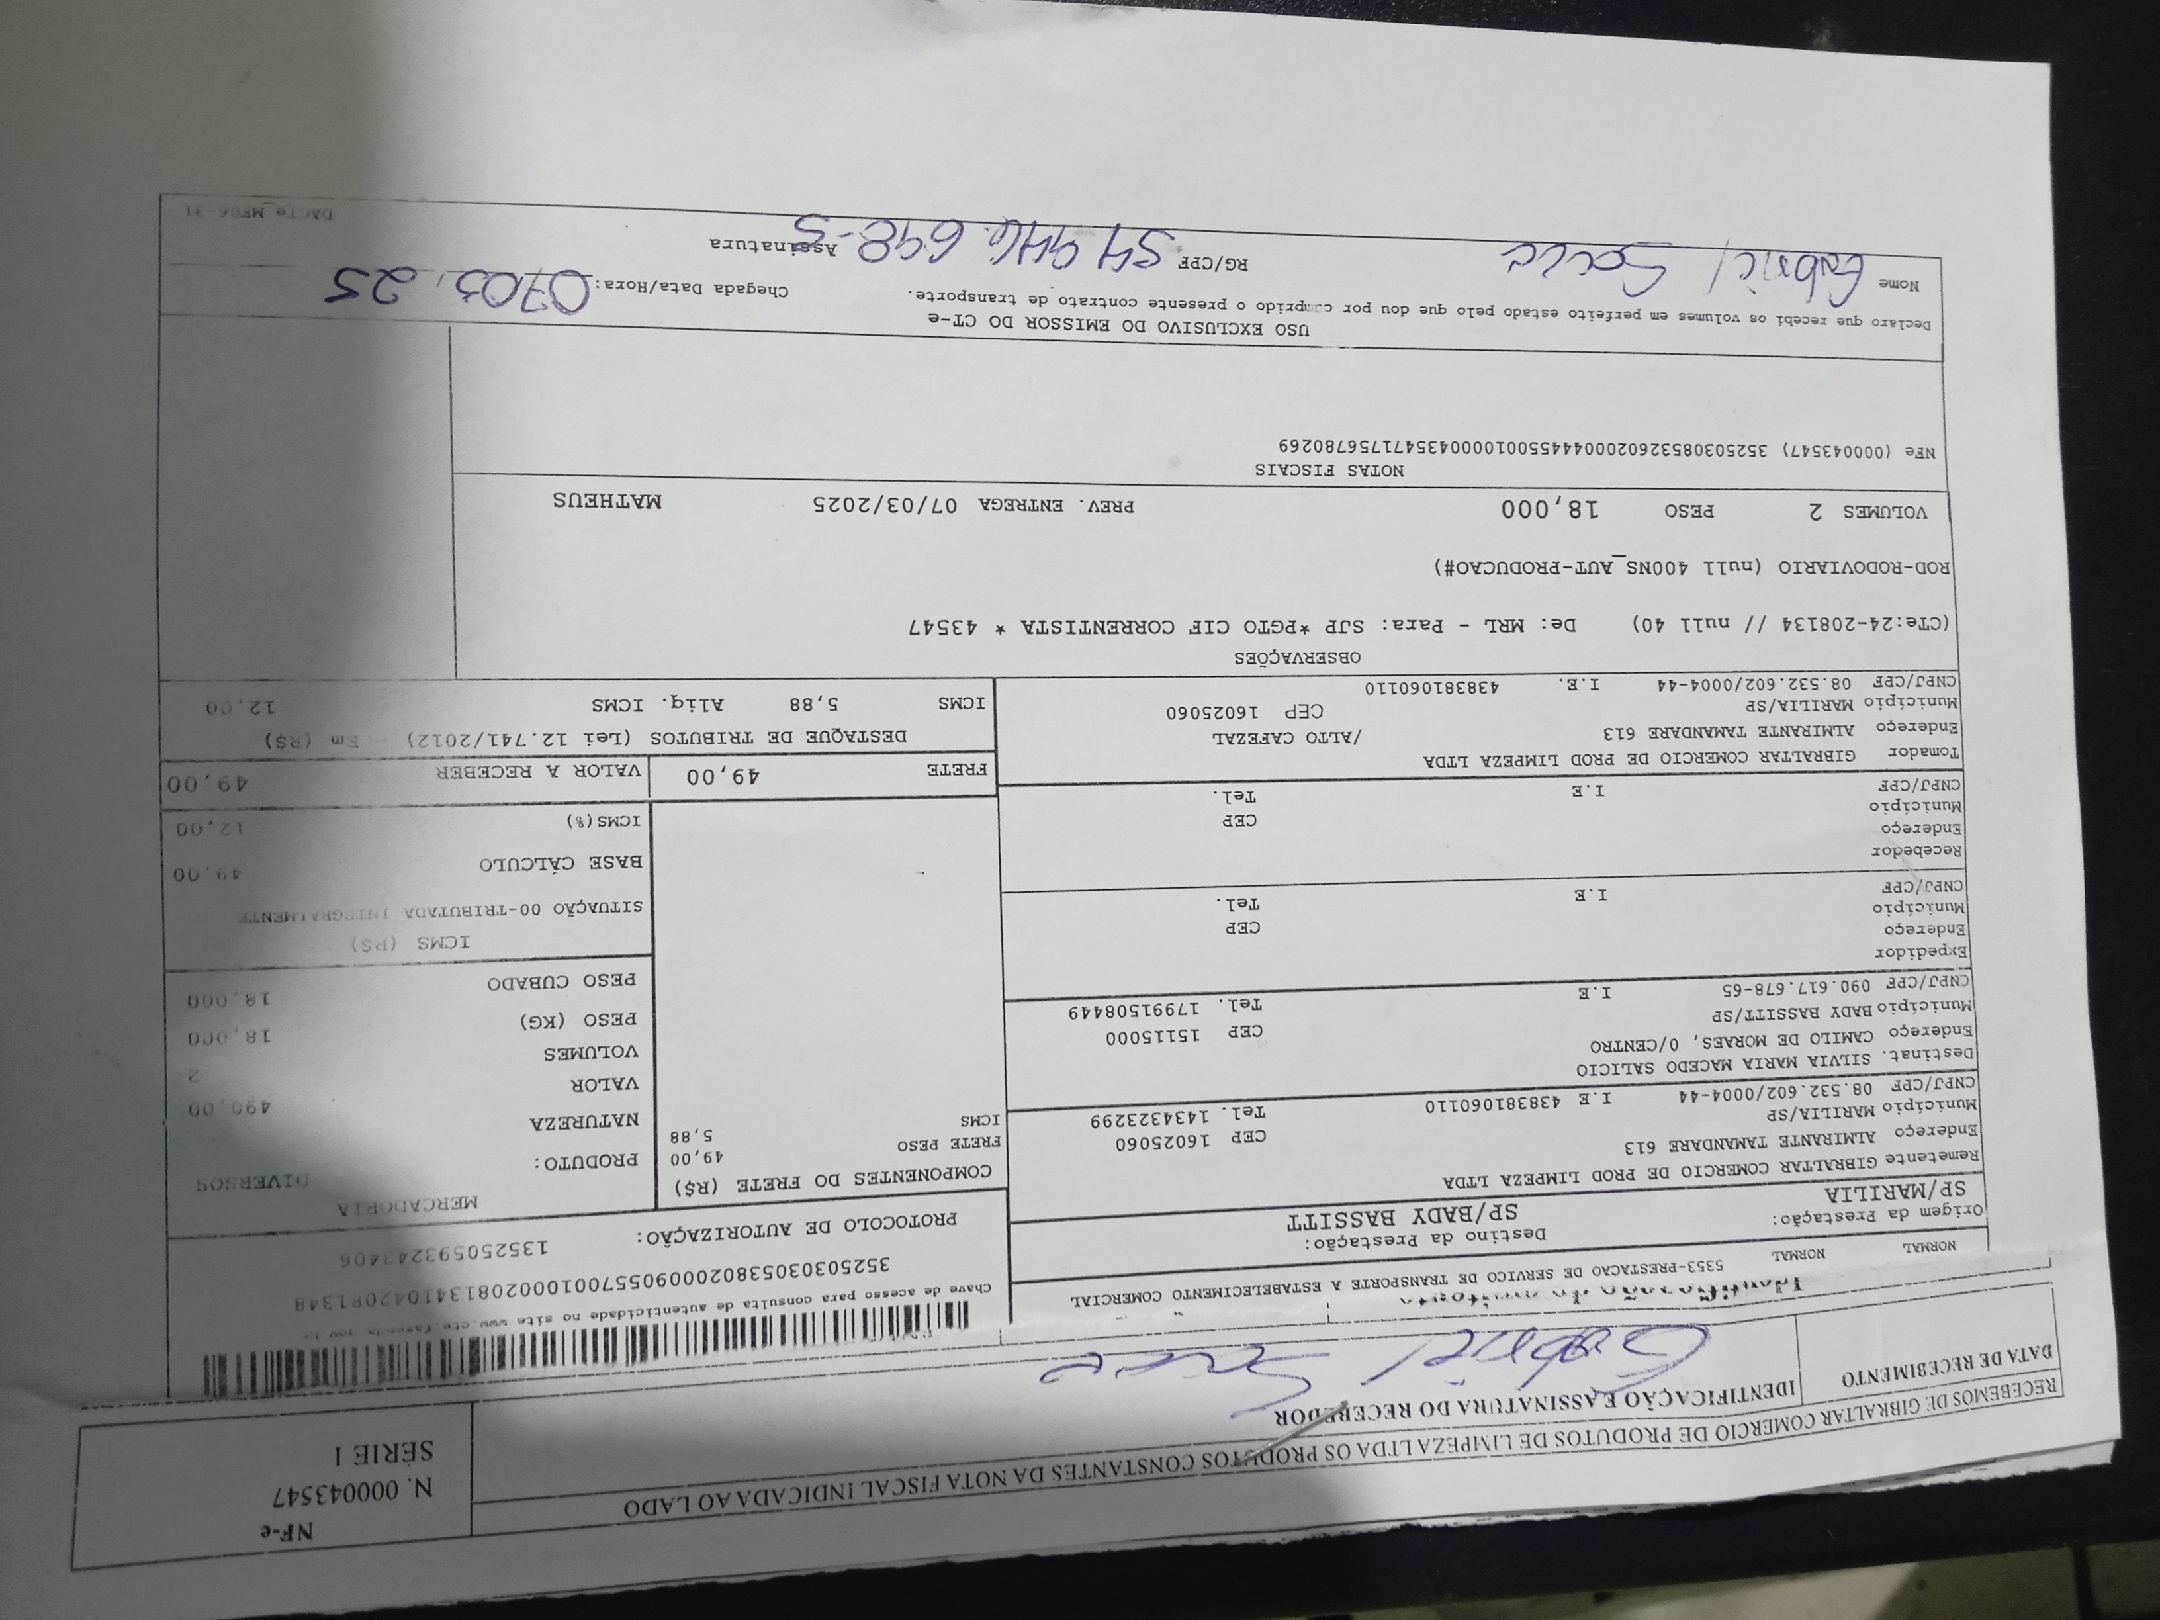 NF-e
N. 000043547
SÉRIE 1
RECEBEMOS DE GIBRALTAR COMERCIO DE PRODUTOS DE LIMPEZA LTDA OS PRODUTOS CONSTANTES DA NOTA FISCAL INDICADA AO LADO
DATA DE RECEBIMENTO
IDENTIFICAÇÃO E ASSINATURA DO RECEBEDOR
Gabriel
NORMAL NORMAL 5353-PRESTACAO DE SERVICO DE TRANSPORTE A ESTABELECIMENTO COMERCIAL
Chave de acesso para consulta de autenticidade no site www.cte.fazenda.gov.br
PROTOCOLO DE AUTORIZAÇÃO:
135250593243406
Origem da Prestação:
SP/MARILIA
Destino da Prestação:
SP/BADY BASSITT
Remetente GIBRALTAR COMERCIO DE PROD LIMPEZA LTDA
Endereço ALMIRANTE TAMANDARE 613 CEP 16025060
Município MARILIA/SP Tel. 1434323299
CNPJ/CPF 08.532.602/0004-44 I.E 438381060110
Destinat. SILVIA MARIA MACEDO SALICIO
Endereço CAMILO DE MORAES, 0/CENTRO CEP 15115000
Município BADY BASSITT/SP Tel. 17991508449
CNPJ/CPF 090.617.678-65 I.E
Expedidor
Endereço
Município CEP
CNPJ/CPF I.E Tel.
Recebedor
Endereço
Município CEP
CNPJ/CPF I.E Tel.
Tomador GIBRALTAR COMERCIO DE PROD LIMPEZA LTDA
Endereço ALMIRANTE TAMANDARE 613 /ALTO CAFEZAL
Município MARILIA/SP CEP 16025060
CNPJ/CPF 08.532.602/0004-44 I.E. 438381060110
COMPONENTES DO FRETE (R$)
FRETE PESO 49,00
ICMS 5,88
MERCADORIA
PRODUTO: DIVERSOS
NATUREZA
VALOR 490,00
VOLUMES 2
PESO (KG) 18,000
PESO CUBADO 18,000
ICMS (R$)
SITUAÇÃO 00-TRIBUTADA INTEGRALMENTE
BASE CÁLCULO 49,00
ICMS(%) 12,00
FRETE 49,00
VALOR A RECEBER 49,00
DESTAQUE DE TRIBUTOS (Lei 12.741/2012) - Em (R$)
ICMS 5,88 Aliq. ICMS 12,00
OBSERVAÇÕES
(CTe:24-208134 // null 40) De: MRL - Para: SJP *PGTO CIF CORRENTISTA * 43547
ROD-RODOVIARIO (null 400NS_AUT-PRODUCAO#)
VOLUMES 2 PESO 18,000 PREV. ENTREGA 07/03/2025 MATHEUS
NOTAS FISCAIS
NFe (000043547) 35250308532602000444550010000435471756780269
USO EXCLUSIVO DO EMISSOR DO CT-e
Declaro que recebi os volumes em perfeito estado pelo que dou por cumprido o presente contrato de transporte.
Chegada Data/Hora: 07 03, 25
Nome Gabriel
RG/CPF 54 946.698-5 Assinatura
DACTe_MF06-31